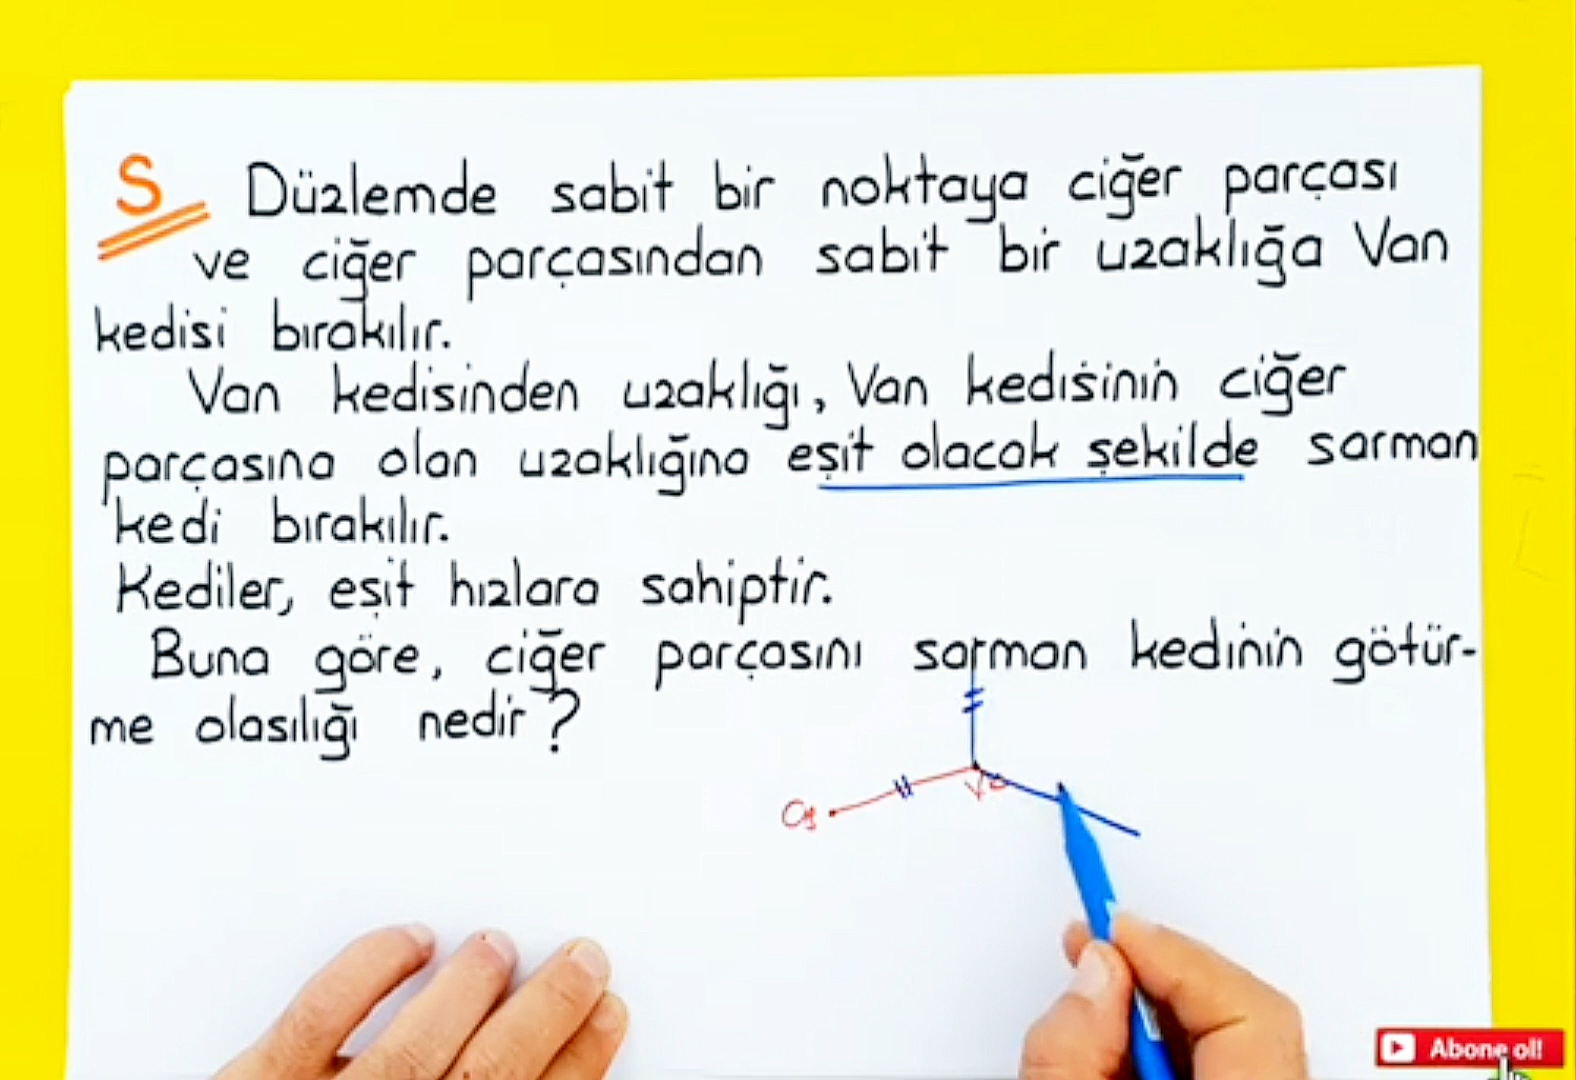 S Düzlemde sabit bir noktaya ciğer parçası
ve ciğer parçasından sabit bir uzaklığa Van
kedisi bırakılır.
Van kedisinden uzaklığı, Van kedisinin ciğer
parçasına olan uzaklığına eşit olacak şekilde sarman
kedi bırakılır.
Kediler, eşit hızlara sahiptir.
Buna göre, ciğer parçasını sarman kedinin götür-
me olasılığı nedir?
Abone ol!